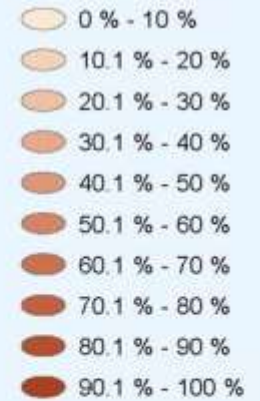 0 % - 10 %
10.1 % - 20 %
20.1 % - 30 %
30.1 % - 40 %
40.1 % - 50 %
50.1 % - 60 %
60.1 % - 70 %
70.1 % - 80 %
80.1 % - 90 %
90.1 % - 100 %